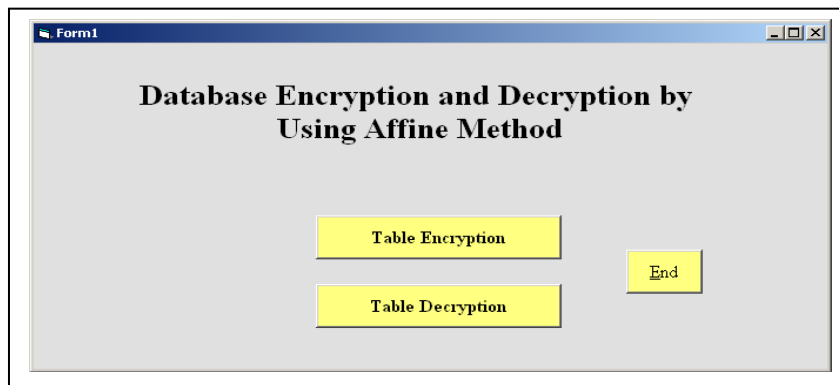 Form1
Database Encryption and Decryption by
Using Affine Method
Table Encryption
End
Table Decryption